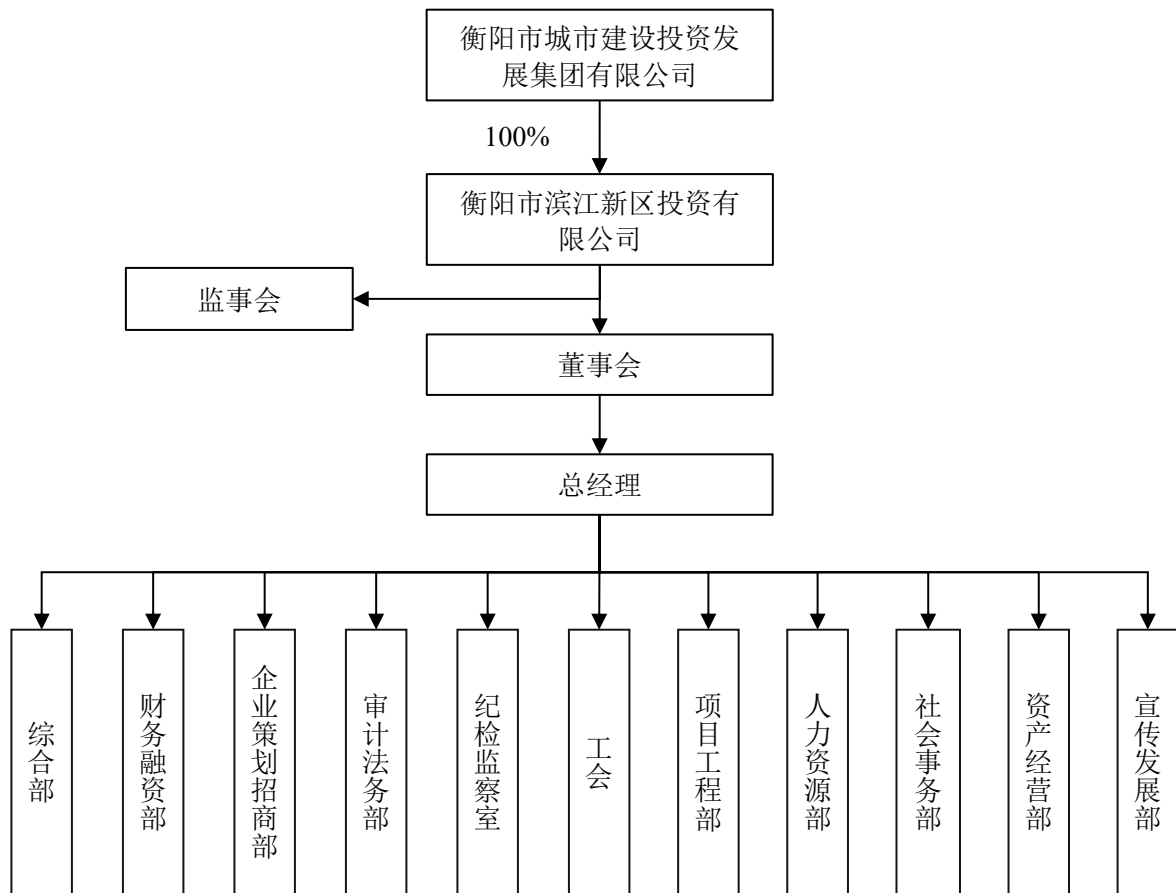 衡阳市城市建设投资发
展集团有限公司
100%
衡阳市滨江新区投资有
限公司
监事会
董事会
总经理
综合部
财务融资部
企业策划招商部
审计法务部
纪检监察室
工会
项目工程部
人力资源部
社会事务部
资产经营部
宣传发展部